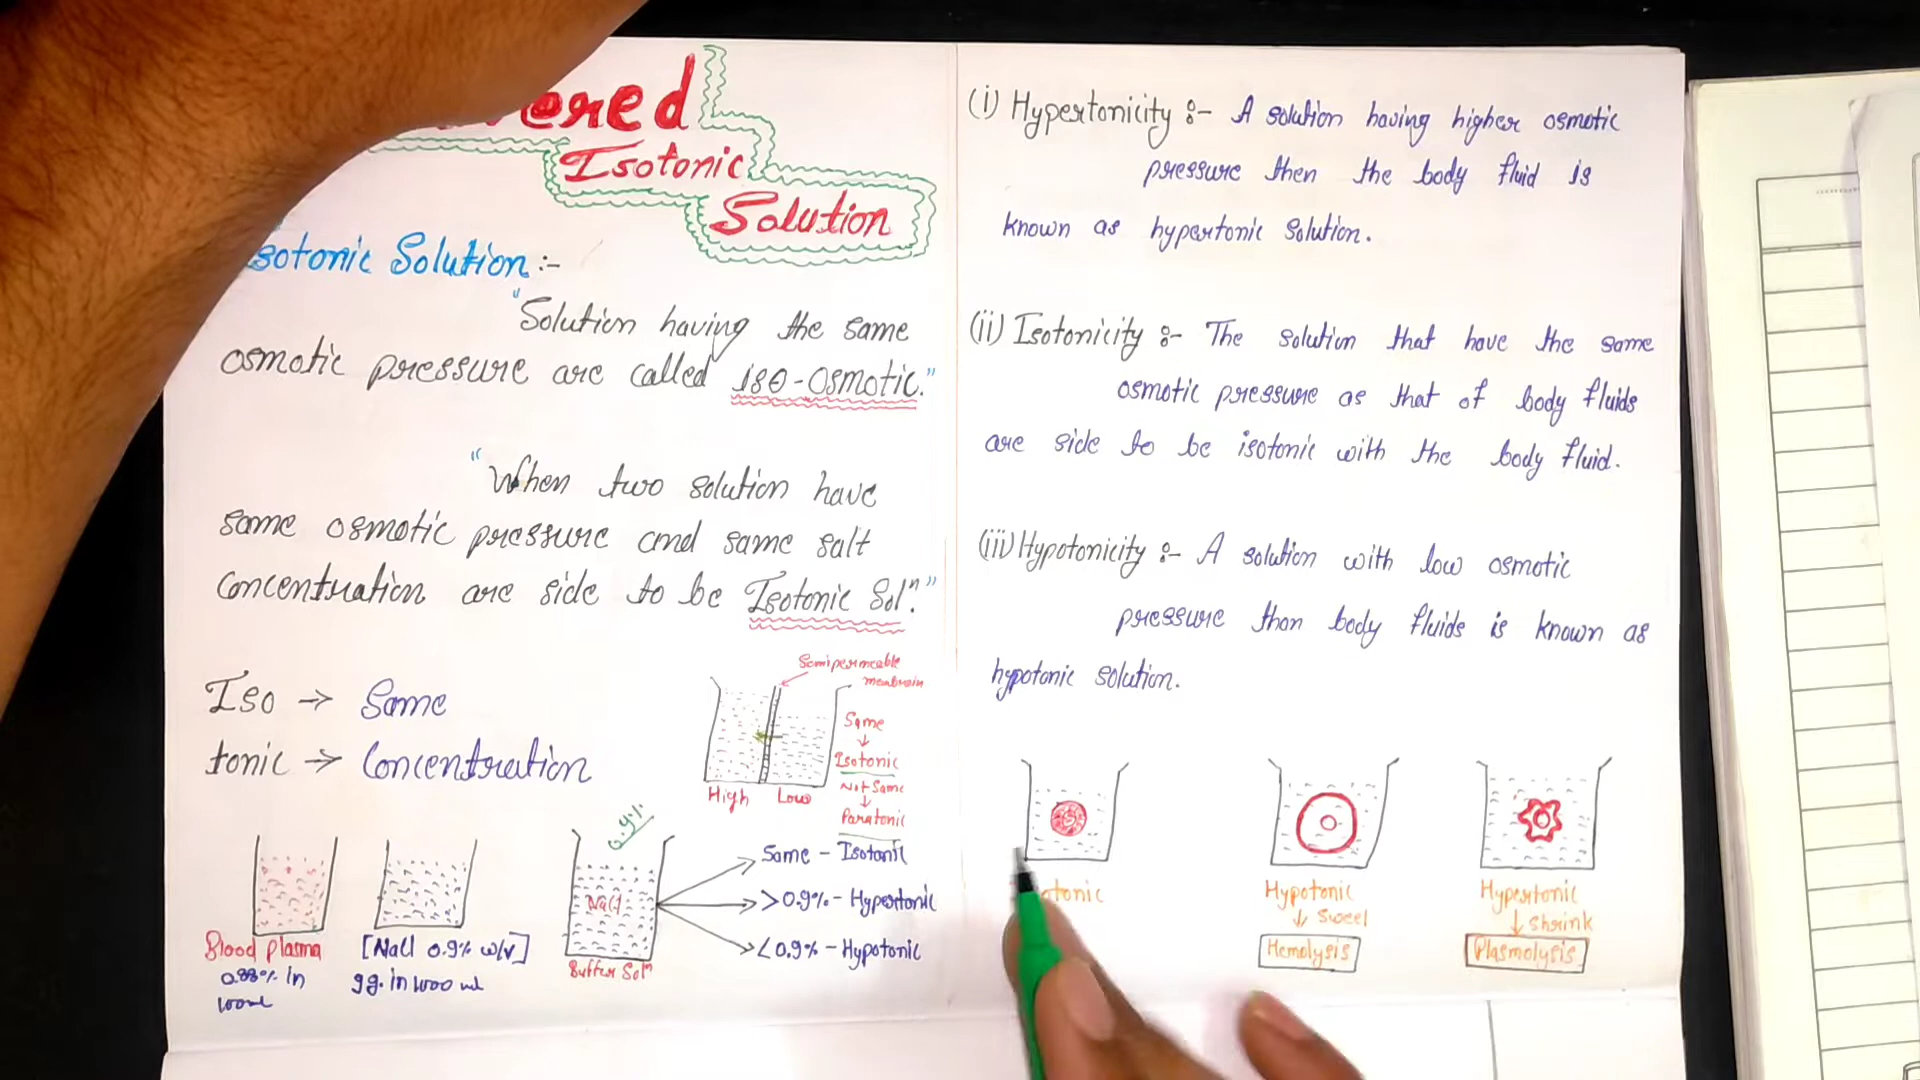 Isotonic
Solution
Isotonic Solution :-
"Solution having the same
osmotic pressure are called iso-osmotic."
"When two solution have
same osmotic pressure and same salt
concentration are side to be Isotonic Solⁿ."
Iso → Same
tonic → Concentration
Semipermeable
membrain
High Low
Same
↓
Isotonic
Not Same
↓
Paratonic
Blood plasma
0.88% in
100ml
[NaCl 0.9% w/v]
9g. in 1000 ml
0.9%
NaCl
Buffer Solⁿ
Same - Isotonic
>0.9% - Hypertonic
<0.9% - Hypotonic
(i) Hypertonicity :- A solution having higher osmotic
pressure then the body fluid is
known as hypertonic solution.
(ii) Isotonicity :- The solution that have the same
osmotic pressure as that of body fluids
are side to be isotonic with the body fluid.
(iii) Hypotonicity :- A solution with low osmotic
pressure than body fluids is known as
hypotonic solution.
Hypotonic
↓ Sweel
Hemolysis
Hypertonic
↓ Shrink
Plasmolysis